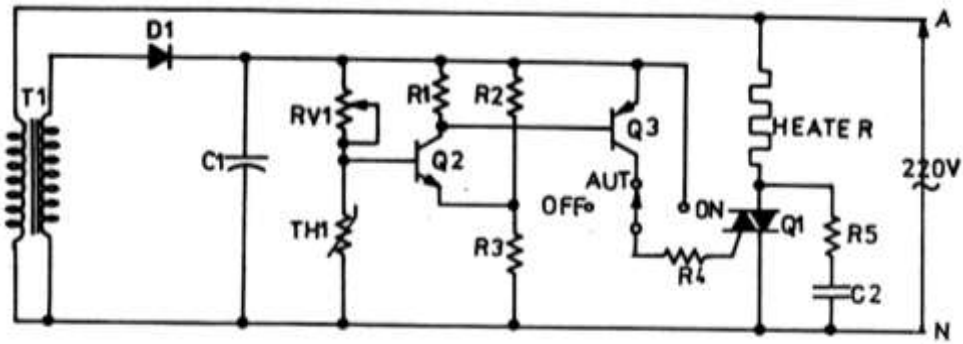 A
D1
T1
RV1
R1
R2
Q3
HEATER
C1
Q2
220V
AUT
TH1
OFF
ON
Q1
R3
R4
R5
C2
N